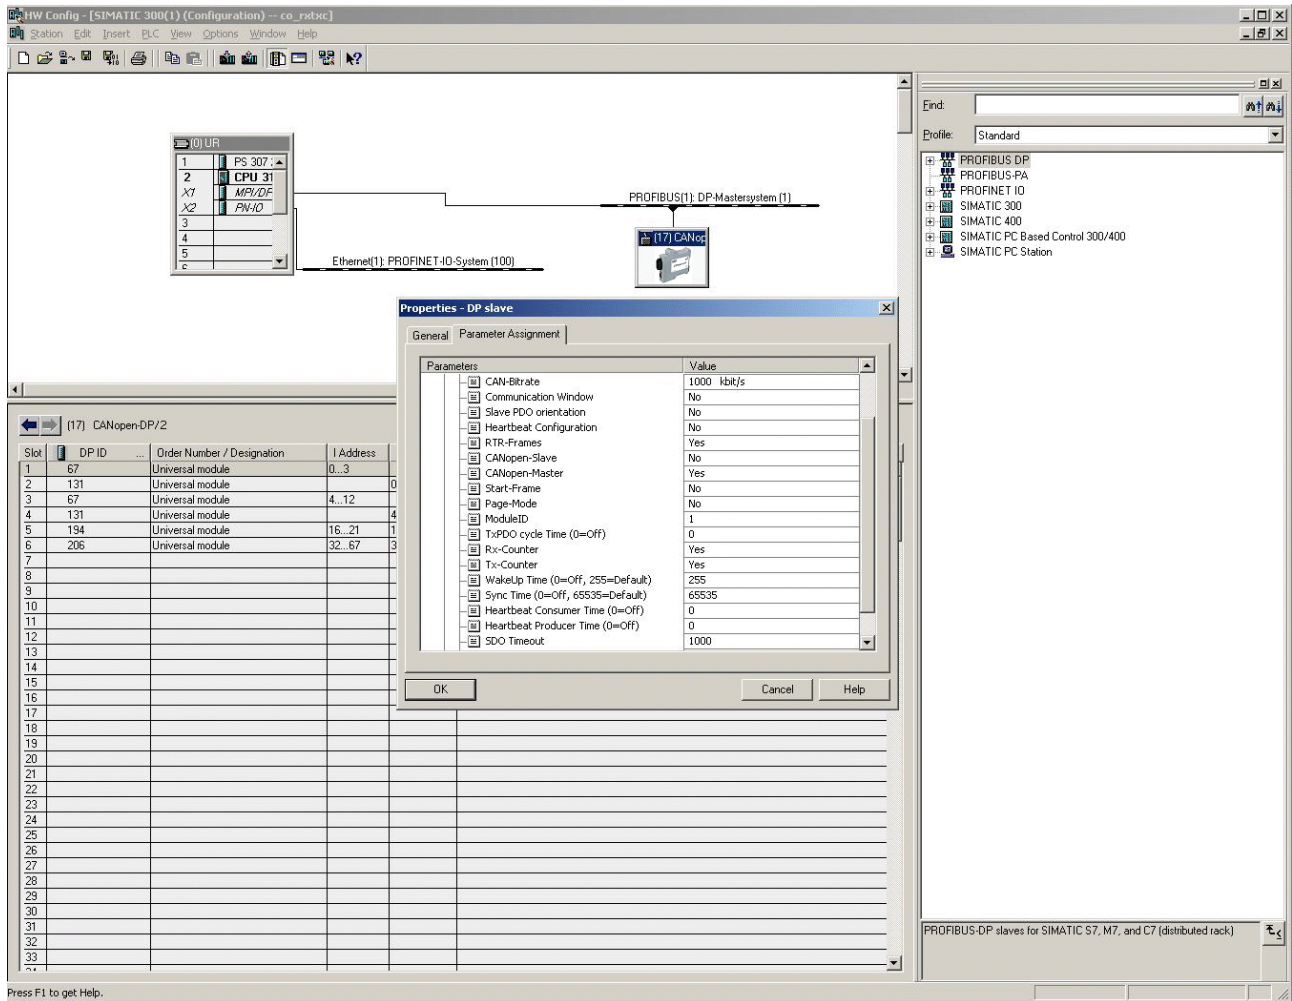 HW Config - [SIMATIC 300(1) (Configuration) -- co_rxtxc]
Station Edit Insert PLC View Options Window Help
Find:
Profile: Standard
PROFIBUS DP
PROFIBUS-PA
PROFINET IO
SIMATIC 300
SIMATIC 400
SIMATIC PC Based Control 300/400
SIMATIC PC Station
(0) UR
1 PS 307
2 CPU 31
X1 MPI/DP
X2 PN-IO
3
4
5
PROFIBUS(1): DP-Mastersystem (1)
(17) CANop
Ethernet(1): PROFINET-IO-System (100)
Properties - DP slave
General Parameter Assignment
Parameters Value
CAN-Bitrate 1000 kbit/s
Communication Window No
Slave PDO orientation No
Heartbeat Configuration No
RTR-Frames Yes
CANopen-Slave No
CANopen-Master Yes
Start-Frame No
Page-Mode No
ModuleID 1
TxPDO cycle Time (0=Off) 0
Rx-Counter Yes
Tx-Counter Yes
WakeUp Time (0=Off, 255=Default) 255
Sync Time (0=Off, 65535=Default) 65535
Heartbeat Consumer Time (0=Off) 0
Heartbeat Producer Time (0=Off) 0
SDO Timeout 1000
OK Cancel Help
(17) CANopen-DP/2
Slot DP ID ... Order Number / Designation I Address
1 67 Universal module 0...3
2 131 Universal module 0
3 67 Universal module 4...12
4 131 Universal module 4
5 194 Universal module 16...21 1
6 206 Universal module 32...67 3
7
8
9
10
11
12
13
14
15
16
17
18
19
20
21
22
23
24
25
26
27
28
29
30
31
32
33
PROFIBUS-DP slaves for SIMATIC S7, M7, and C7 (distributed rack)
Press F1 to get Help.